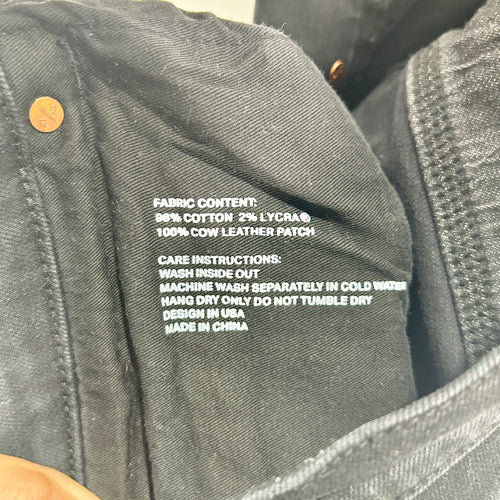 FABRIC CONTENT:
98% COTTON 2% LYCRA®
100% COW LEATHER PATCH
CARE INSTRUCTIONS:
WASH INSIDE OUT
MACHINE WASH SEPARATELY IN COLD WATER
HANG DRY ONLY DO NOT TUMBLE DRY
DESIGN IN USA
MADE IN CHINA